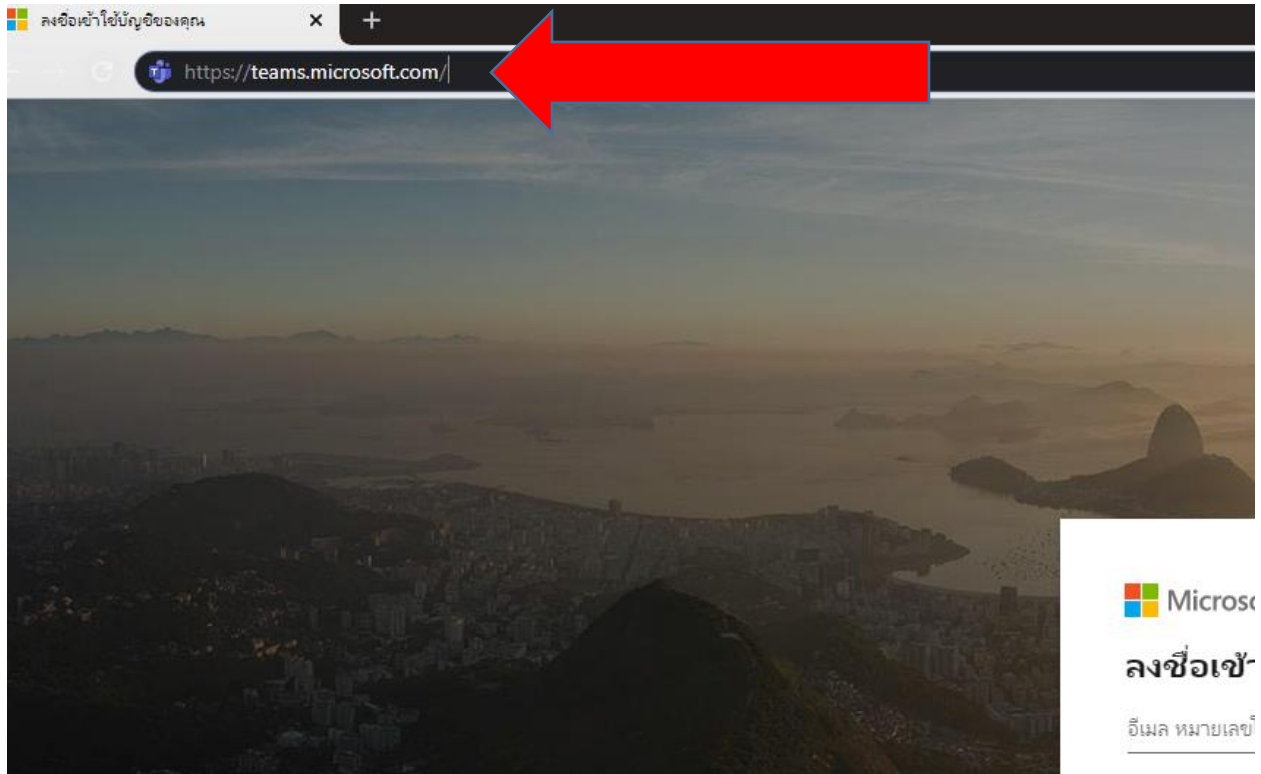 ลงชื่อเข้าใช้บัญชีของคุณ
https://teams.microsoft.com/
Microso
ลงชื่อเข้า
อีเมล หมายเลข